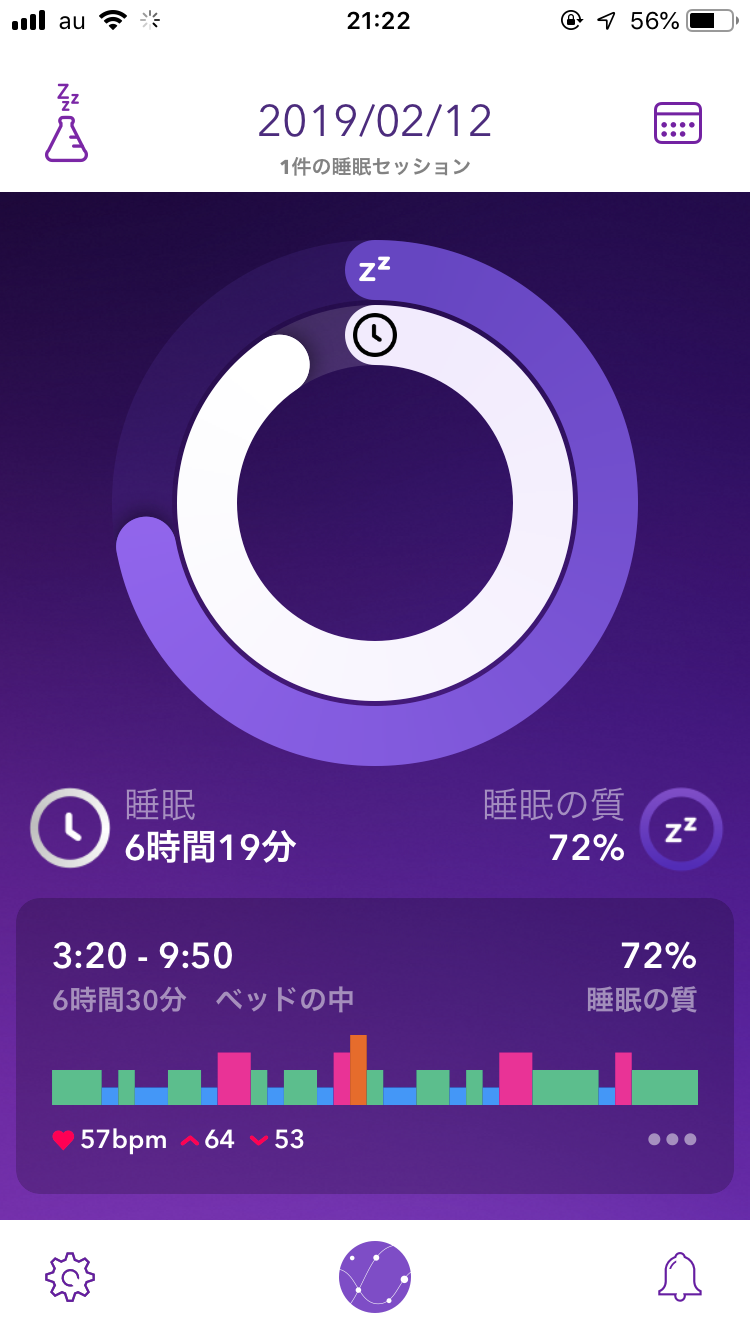 au 21:22 56%
zzz
2019/02/12
1件の睡眠セッション
zz
睡眠
6時間19分
睡眠の質
72%
zz
3:20 - 9:50
72%
6時間30分 ベッドの中
睡眠の質
57bpm 64 53